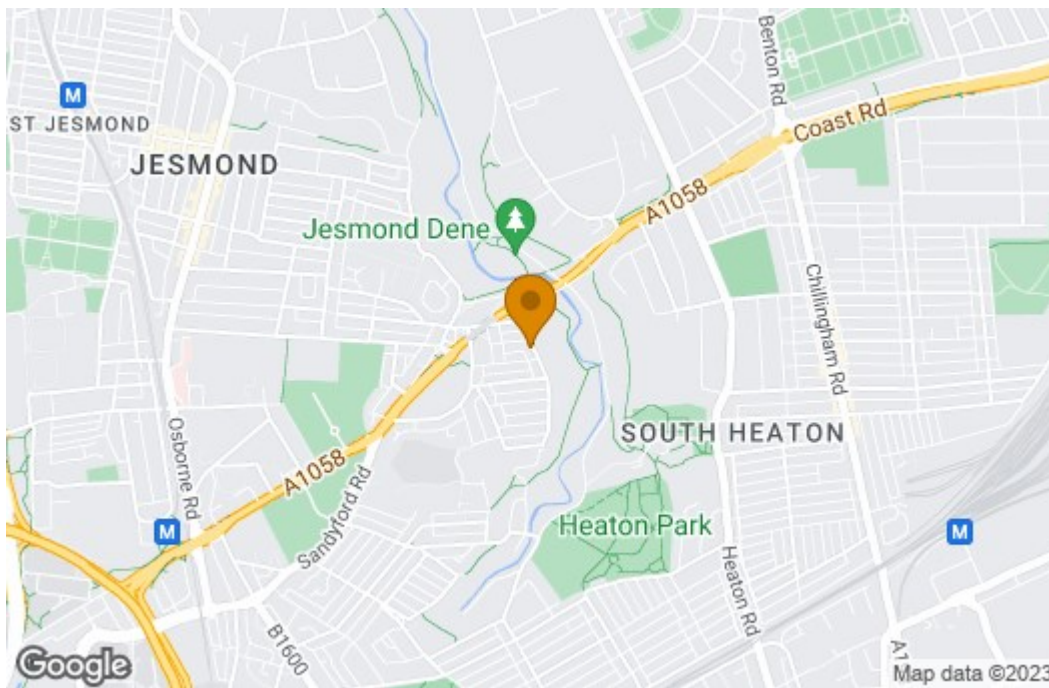 Benton Rd
M
ST JESMOND
Coast Rd
JESMOND
A1058
Jesmond Dene
Chillingham Rd
Osborne Rd
SOUTH HEATON
A1058
Sandyford Rd
M
Heaton Park
M
Heaton Rd
B1600
A1
Google
Map data ©2023